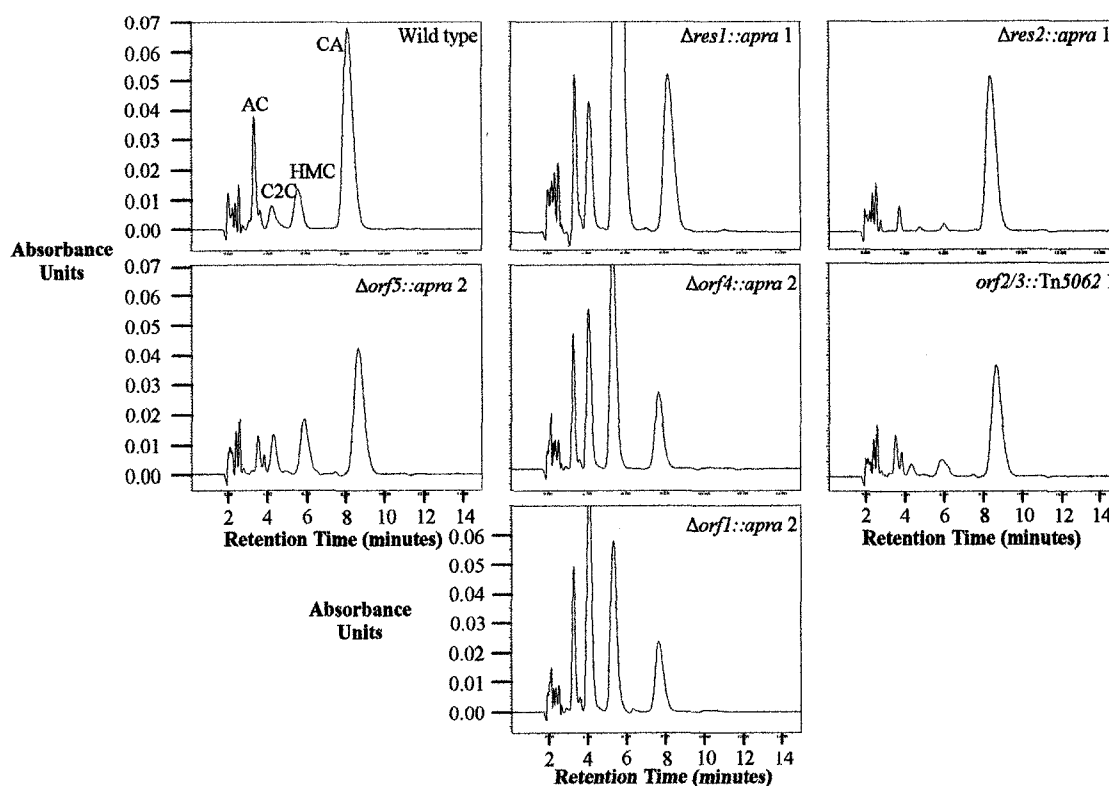 Wild type
Δres1::apra 1
Δres2::apra 1
0.07
0.06
0.05
0.04
0.03
0.02
0.01
0.00
CA
AC
C2C
HMC
Absorbance
Units
Δorf5::apra 2
Δorf4::apra 2
orf2/3::Tn5062
0.07
0.06
0.05
0.04
0.03
0.02
0.01
0.00
2 4 6 8 10 12 14
Retention Time (minutes)
2 4 6 8 10 12 14
Retention Time (minutes)
Δorf1::apra 2
Absorbance
Units
0.06
0.05
0.04
0.03
0.02
0.01
0.00
2 4 6 8 10 12 14
Retention Time (minutes)